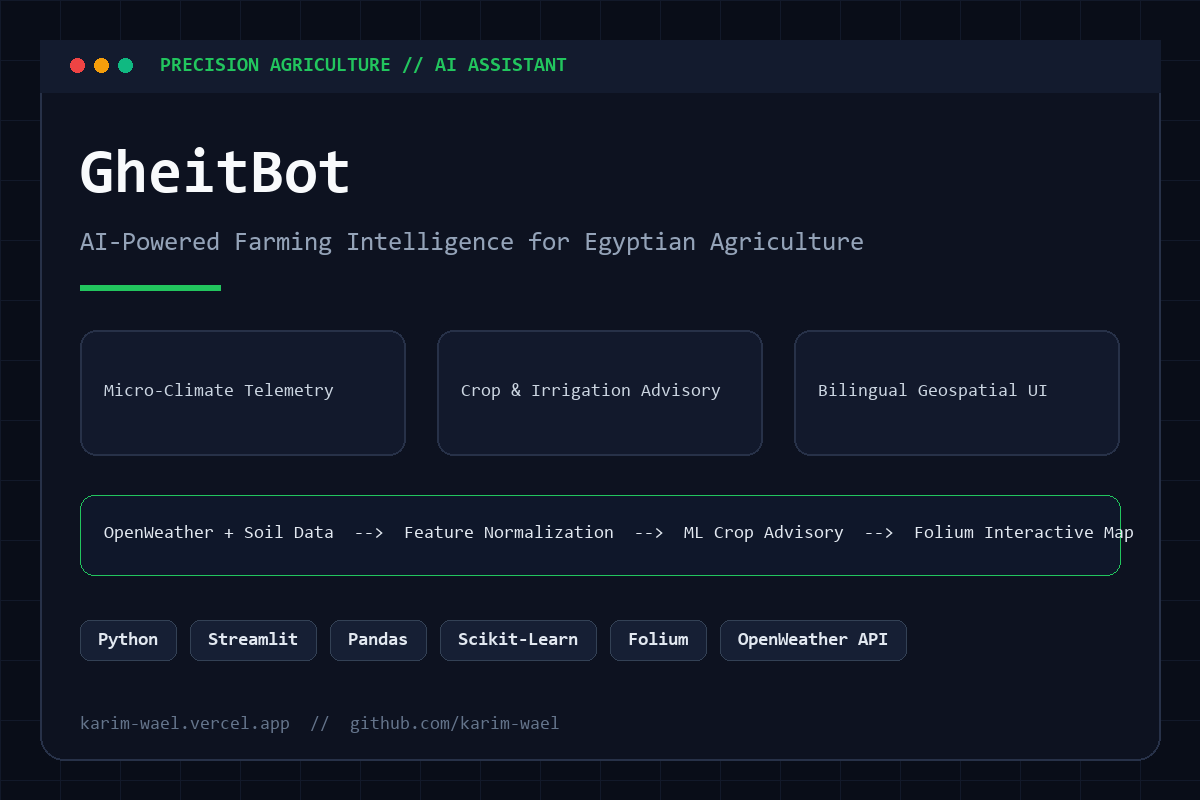 PRECISION AGRICULTURE // AI ASSISTANT
GheitBot
AI-Powered Farming Intelligence for Egyptian Agriculture
Micro-Climate Telemetry
Crop & Irrigation Advisory
Bilingual Geospatial UI
OpenWeather + Soil Data --> Feature Normalization --> ML Crop Advisory --> Folium Interactive Map
Python
Streamlit
Pandas
Scikit-Learn
Folium
OpenWeather API
karim-wael.vercel.app // github.com/karim-wael